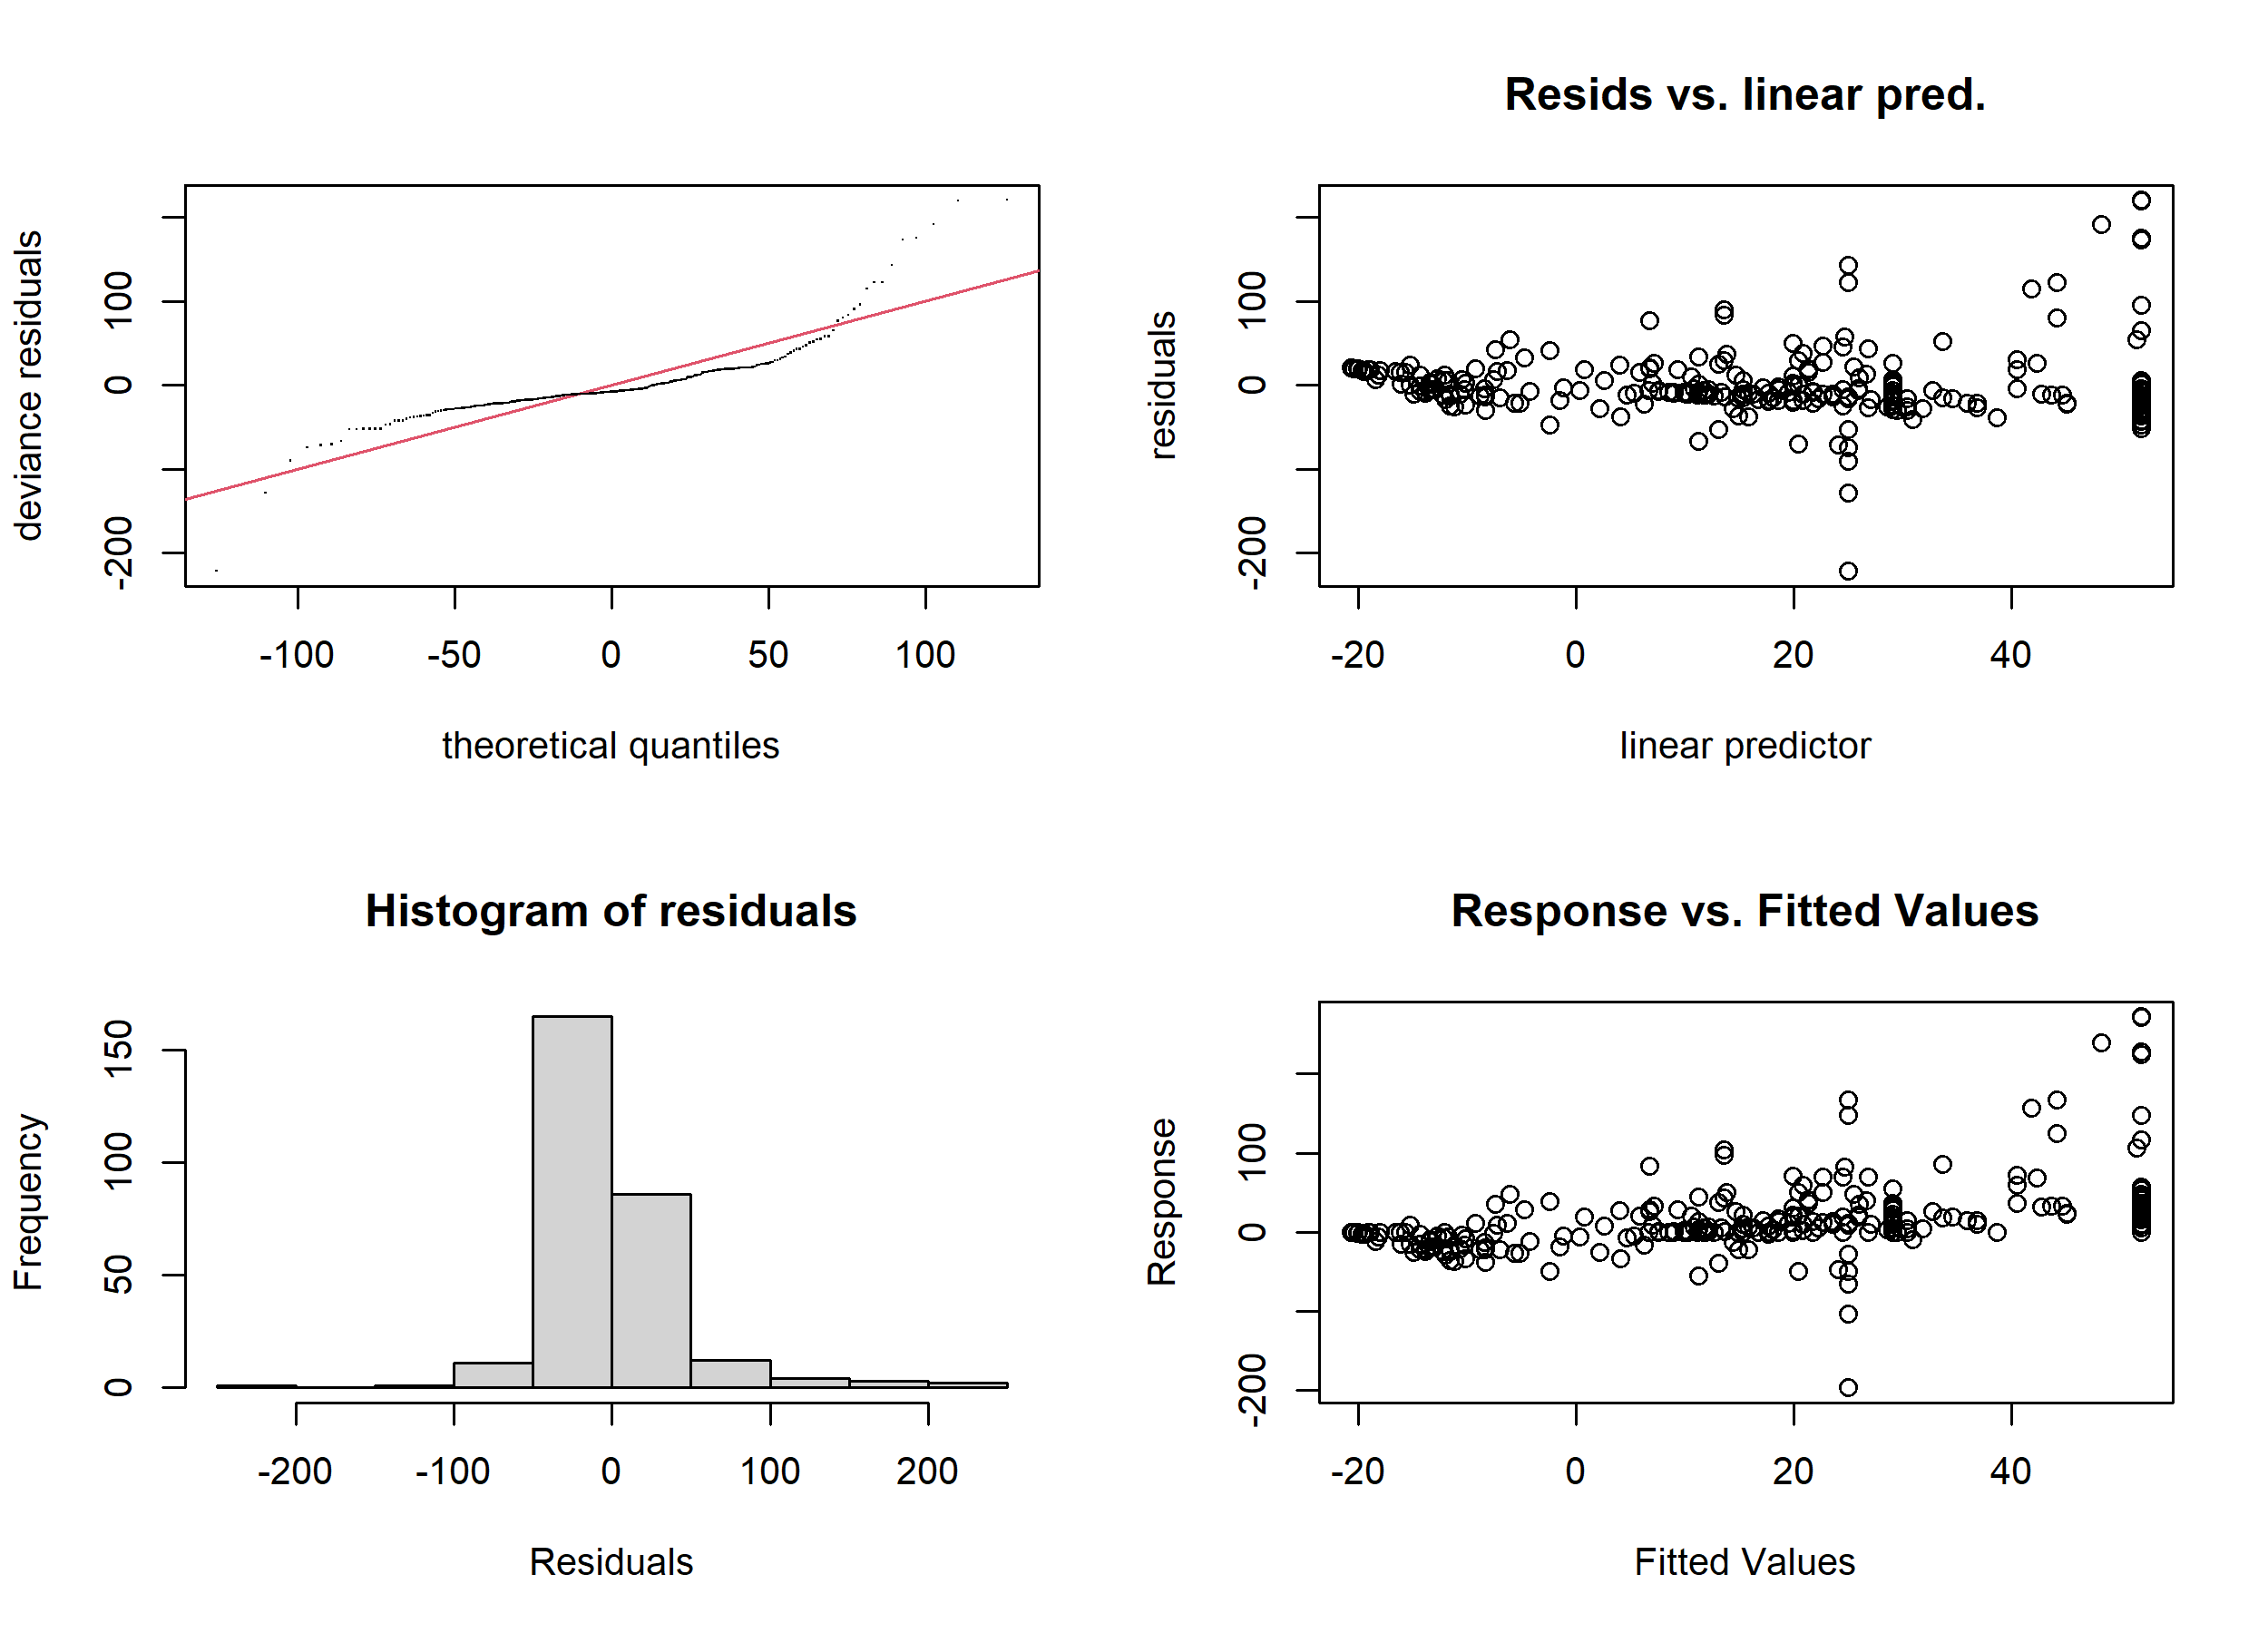 deviance residuals
-200 0 100
-100 -50 0 50 100
theoretical quantiles
Resids vs. linear pred.
residuals
-200 0 100
-20 0 20 40
linear predictor
Histogram of residuals
Frequency
0 50 100 150
-200 -100 0 100 200
Residuals
Response vs. Fitted Values
Response
-200 0 100
-20 0 20 40
Fitted Values